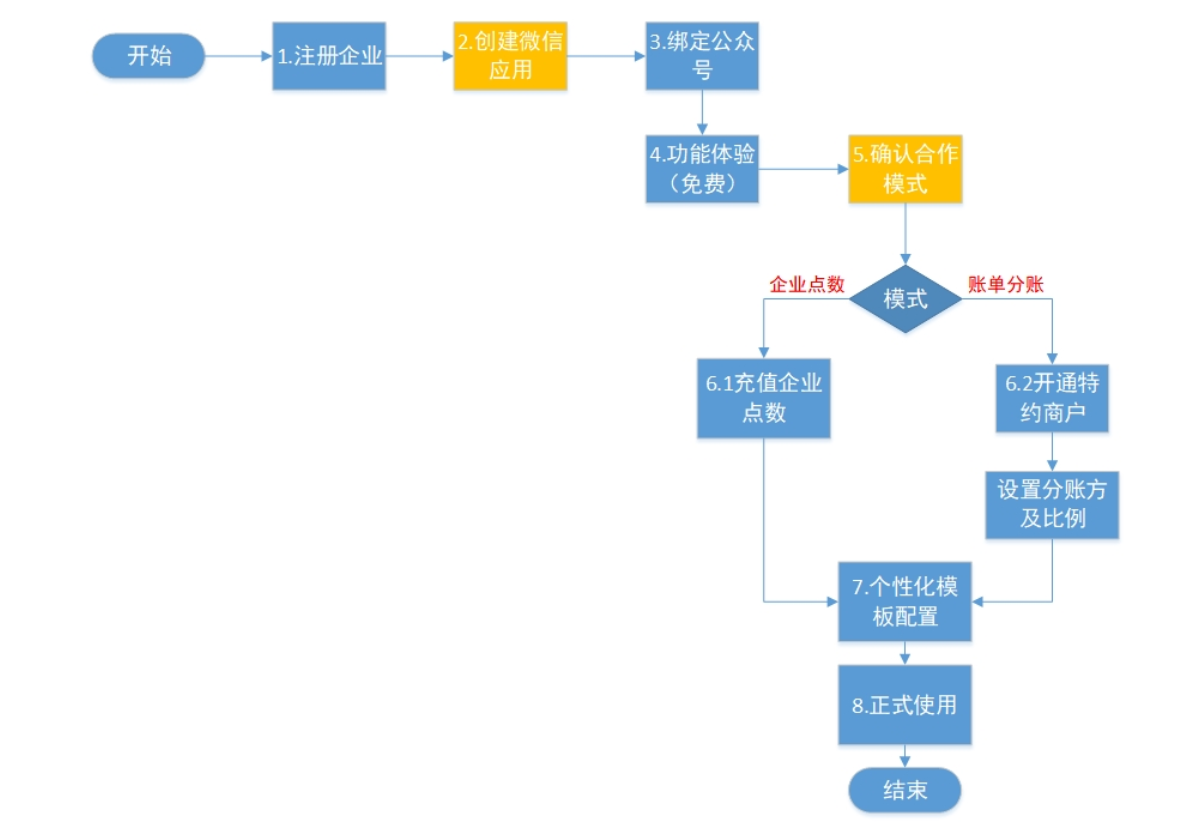 开始
1.注册企业
2.创建微信
应用
3.绑定公众
号
4.功能体验
（免费）
5.确认合作
模式
企业点数
模式
账单分账
6.1充值企业
点数
6.2开通特
约商户
设置分账方
及比例
7.个性化模
板配置
8.正式使用
结束